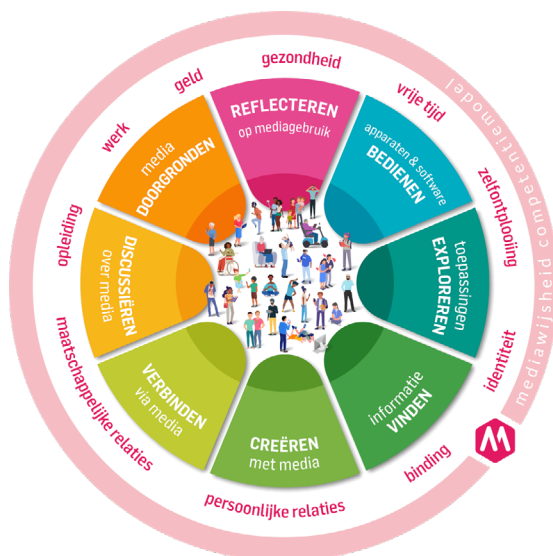 gezondheid
vrije tijd
zelfontplooiing
identiteit
binding
persoonlijke relaties
maatschappelijke relaties
opleiding
werk
geld
mediawijsheid competentiemodel
REFLECTEREN
op mediagebruik
apparaten & software
BEDIENEN
toepassingen
EXPLOREREN
informatie
VINDEN
CREËREN
met media
VERBINDEN
via media
DISCUSSIËREN
over media
media
DOORGRONDEN
M